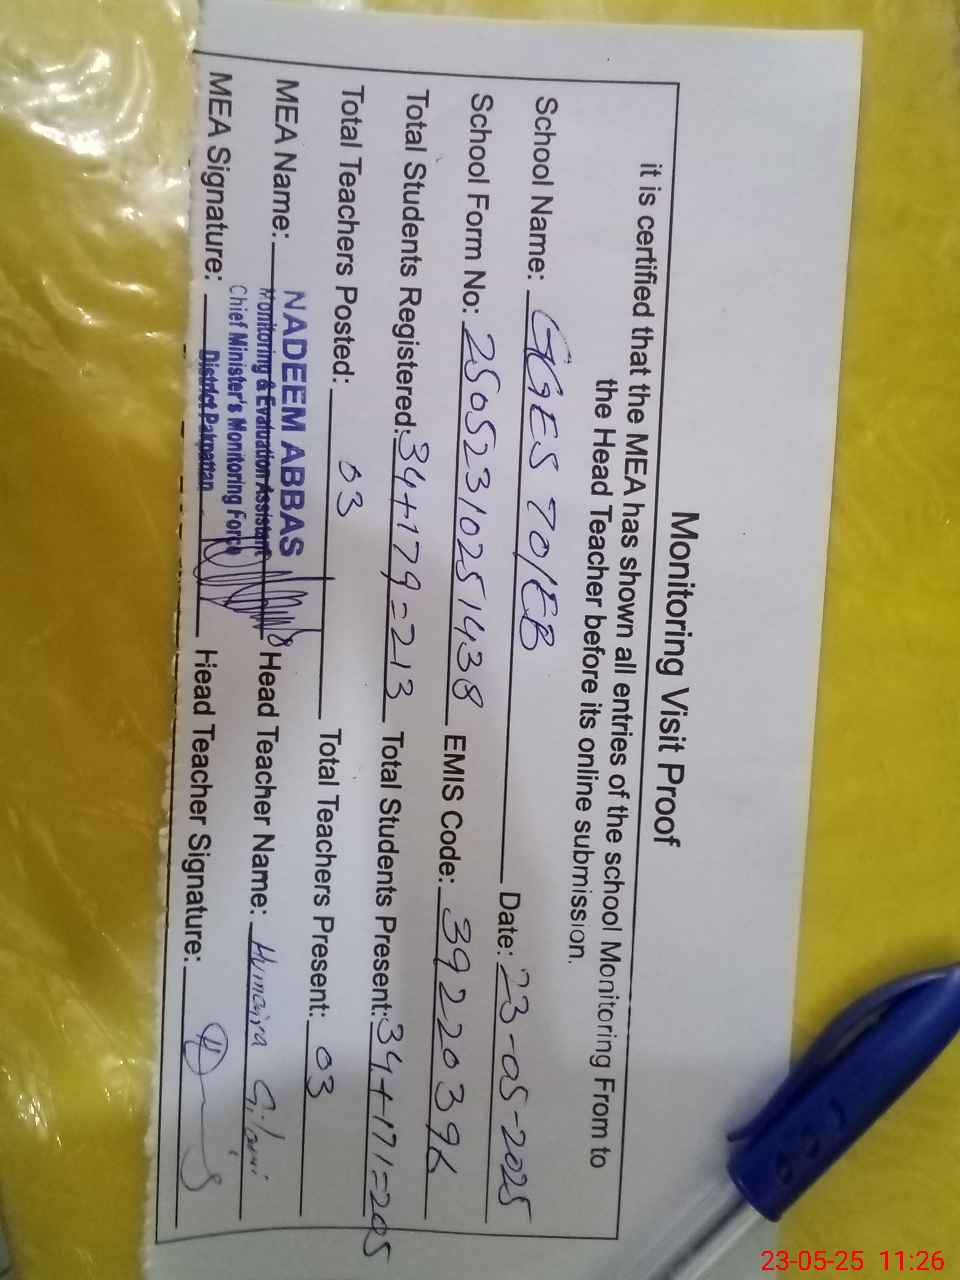 Monitoring Visit Proof
it is certified that the MEA has shown all entries of the school Monitoring From to
the Head Teacher before its online submission.
School Name: GGES 70/EB Date: 23-05-2025
School Form No: 25052310251438 EMIS Code: 39220396
Total Students Registered: 34+179=213 Total Students Present: 34+171=205
Total Teachers Posted: 03 Total Teachers Present: 03
MEA Name: NADEEM ABBAS Head Teacher Name: Humaira Gilani
Monitoring & Evaluation Assistant
Chief Minister's Monitoring Force
District Pakpattan
MEA Signature: Head Teacher Signature:
23-05-25 11:26